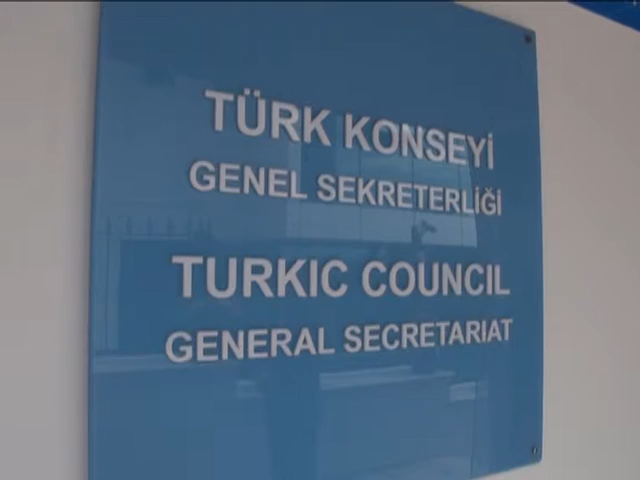 TÜRK KONSEYİ
GENEL SEKRETERLİĞİ
TURKIC COUNCIL
GENERAL SECRETARIAT